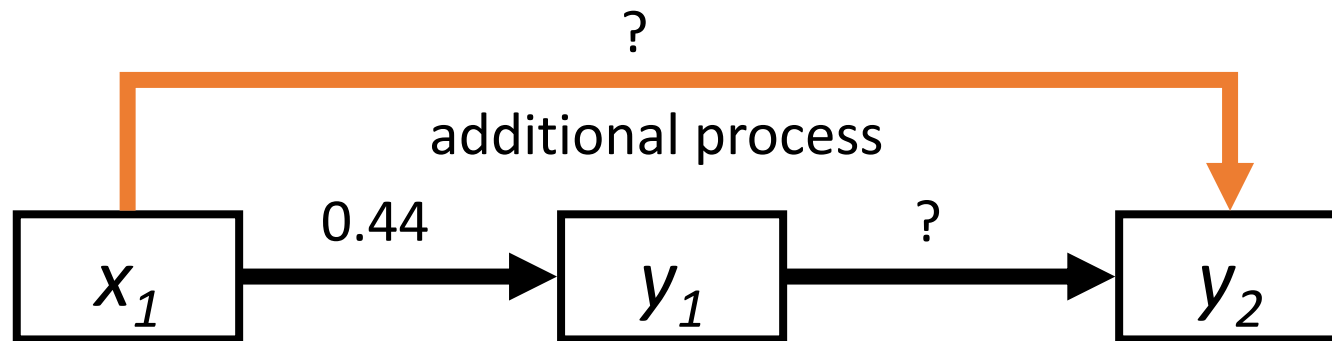 ?
additional process
0.44
?
x1
y1
y2